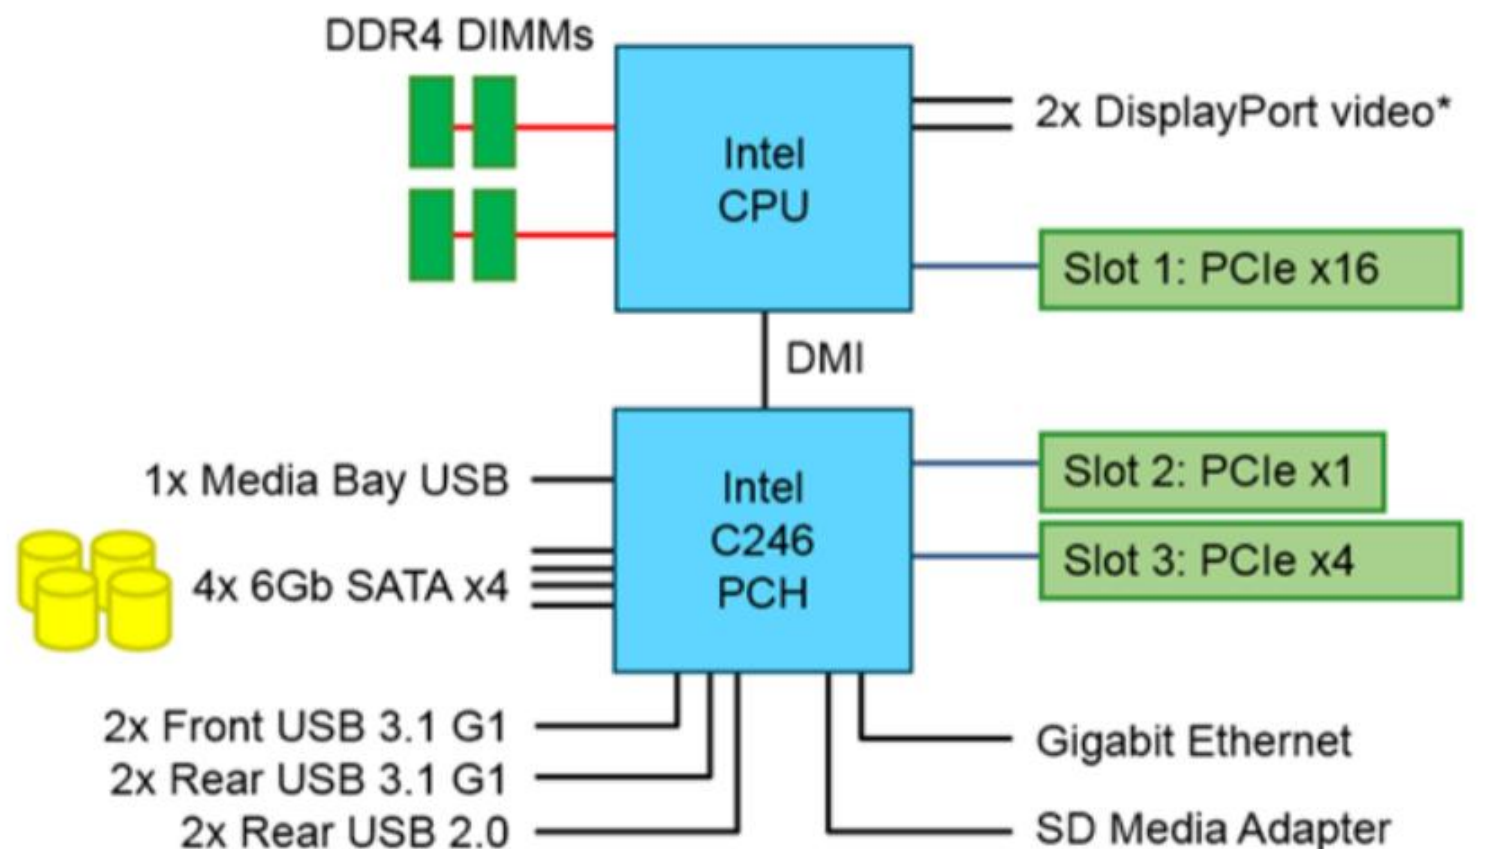 DDR4 DIMMs
2x DisplayPort video*
Intel
CPU
Slot 1: PCIe x16
DMI
1x Media Bay USB
Intel
C246
PCH
Slot 2: PCIe x1
4x 6Gb SATA x4
Slot 3: PCIe x4
2x Front USB 3.1 G1
2x Rear USB 3.1 G1
2x Rear USB 2.0
Gigabit Ethernet
SD Media Adapter